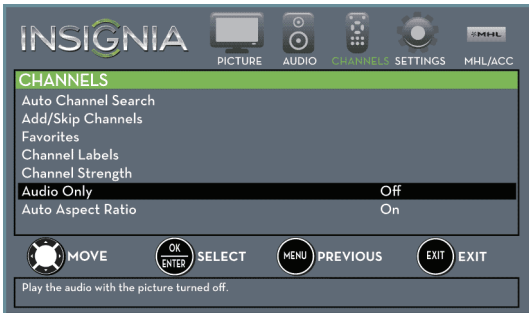 INSIGNIA
PICTURE AUDIO CHANNELS SETTINGS MHL/ACC
MHL
CHANNELS
Auto Channel Search
Add/Skip Channels
Favorites
Channel Labels
Channel Strength
Audio Only Off
Auto Aspect Ratio On
MOVE OK ENTER SELECT MENU PREVIOUS EXIT EXIT
Play the audio with the picture turned off.